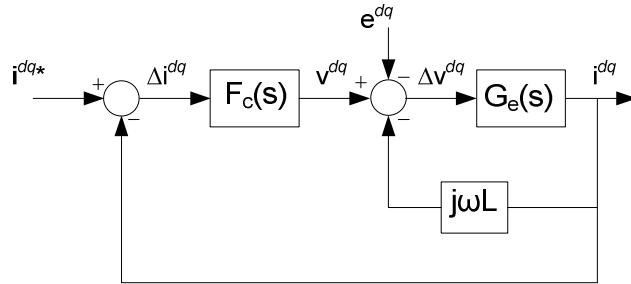 e^dq
i^dq*
+
−
Δi^dq
F_c(s)
v^dq
+
−
−
Δv^dq
G_e(s)
i^dq
jωL